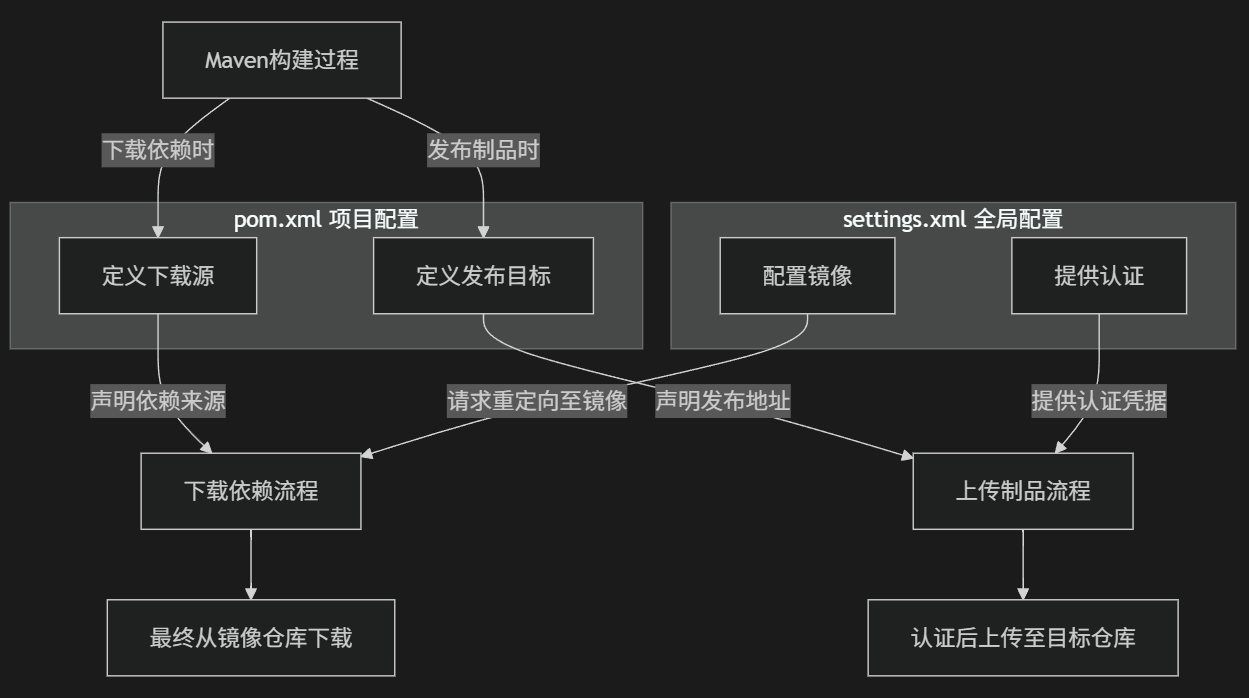 Maven构建过程
下载依赖时
发布制品时
pom.xml 项目配置
settings.xml 全局配置
定义下载源
定义发布目标
配置镜像
提供认证
声明依赖来源
请求重定向至镜像
声明发布地址
提供认证凭据
下载依赖流程
上传制品流程
最终从镜像仓库下载
认证后上传至目标仓库